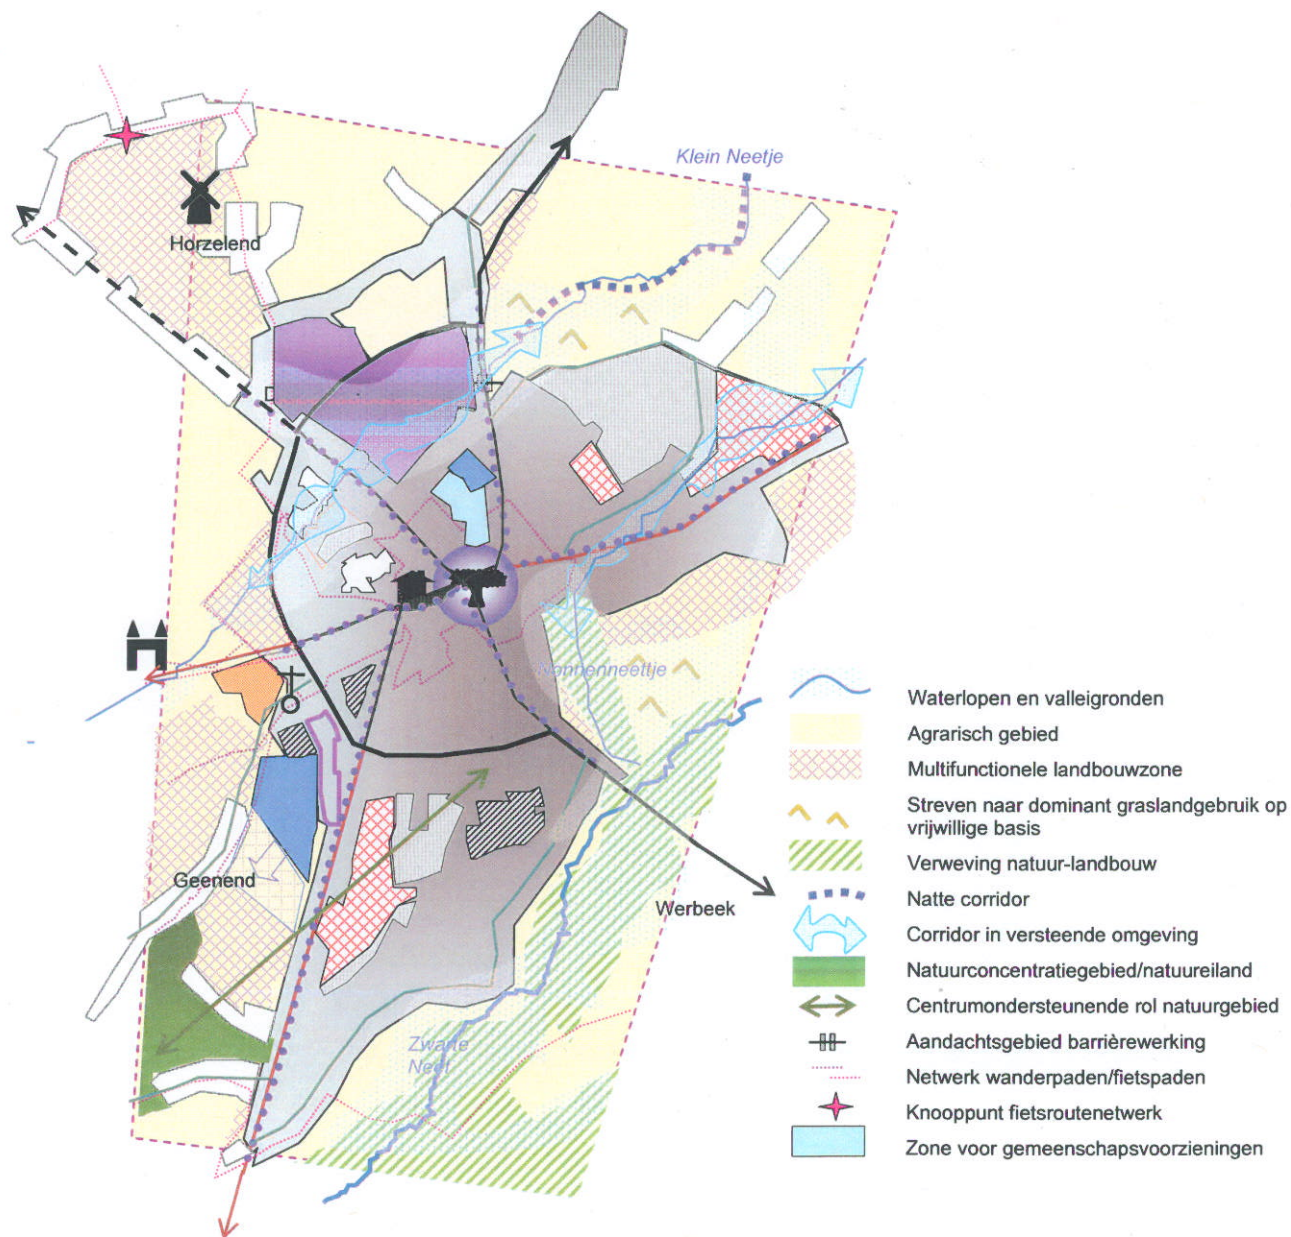 Klein Neetje
Horzelend
Nonnenneettje
Waterlopen en valleigronden
Agrarisch gebied
Multifunctionele landbouwzone
Streven naar dominant graslandgebruik op
vrijwillige basis
Verweving natuur-landbouw
Geenend
Natte corridor
Werbeek
Corridor in versteende omgeving
Natuurconcentratiegebied/natuureiland
Centrumondersteunende rol natuurgebied
Zwarte
Neet
Aandachtsgebied barrièrewerking
Netwerk wanderpaden/fietspaden
Knooppunt fietsroutenetwerk
Zone voor gemeenschapsvoorzieningen